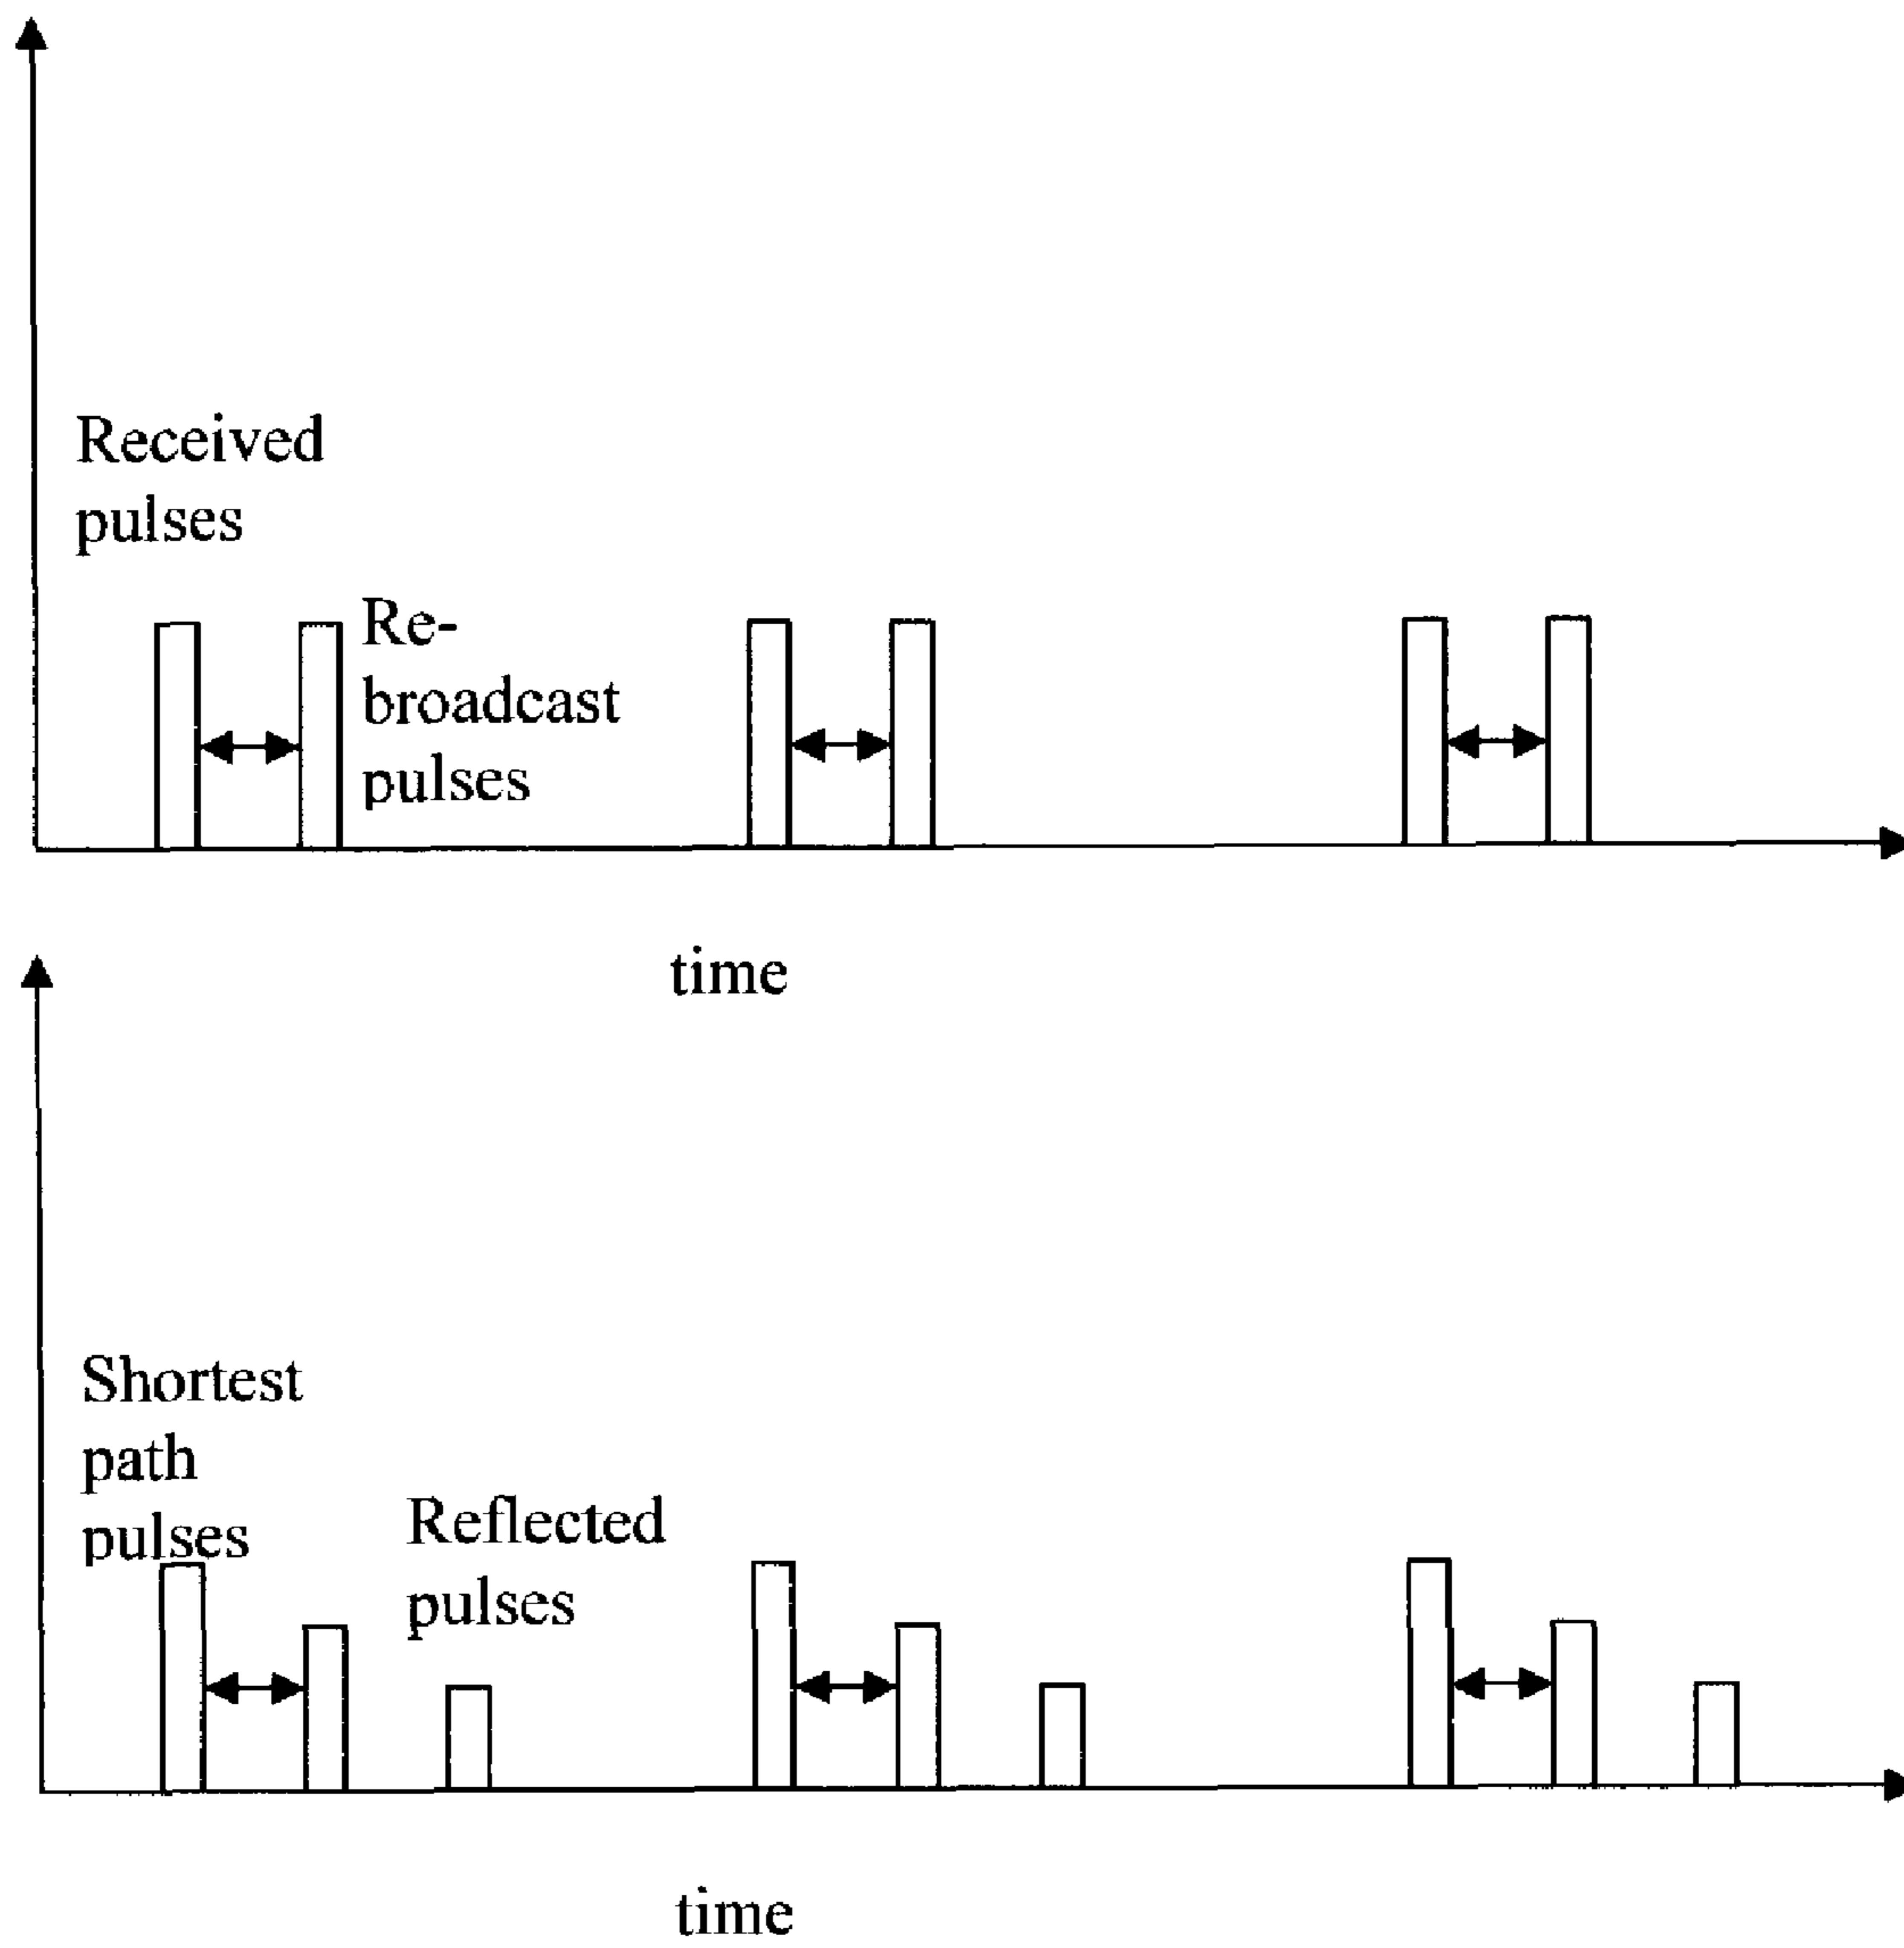 Received
pulses
Re-
broadcast
pulses
time
Shortest
path
pulses
Reflected
pulses
time